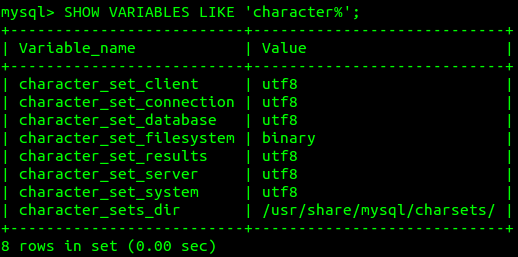 mysql> SHOW VARIABLES LIKE 'character%';
+--------------------------+----------------------------+
| Variable_name            | Value                      |
+--------------------------+----------------------------+
| character_set_client     | utf8                       |
| character_set_connection | utf8                       |
| character_set_database   | utf8                       |
| character_set_filesystem | binary                     |
| character_set_results    | utf8                       |
| character_set_server     | utf8                       |
| character_set_system     | utf8                       |
| character_sets_dir       | /usr/share/mysql/charsets/ |
+--------------------------+----------------------------+
8 rows in set (0.00 sec)